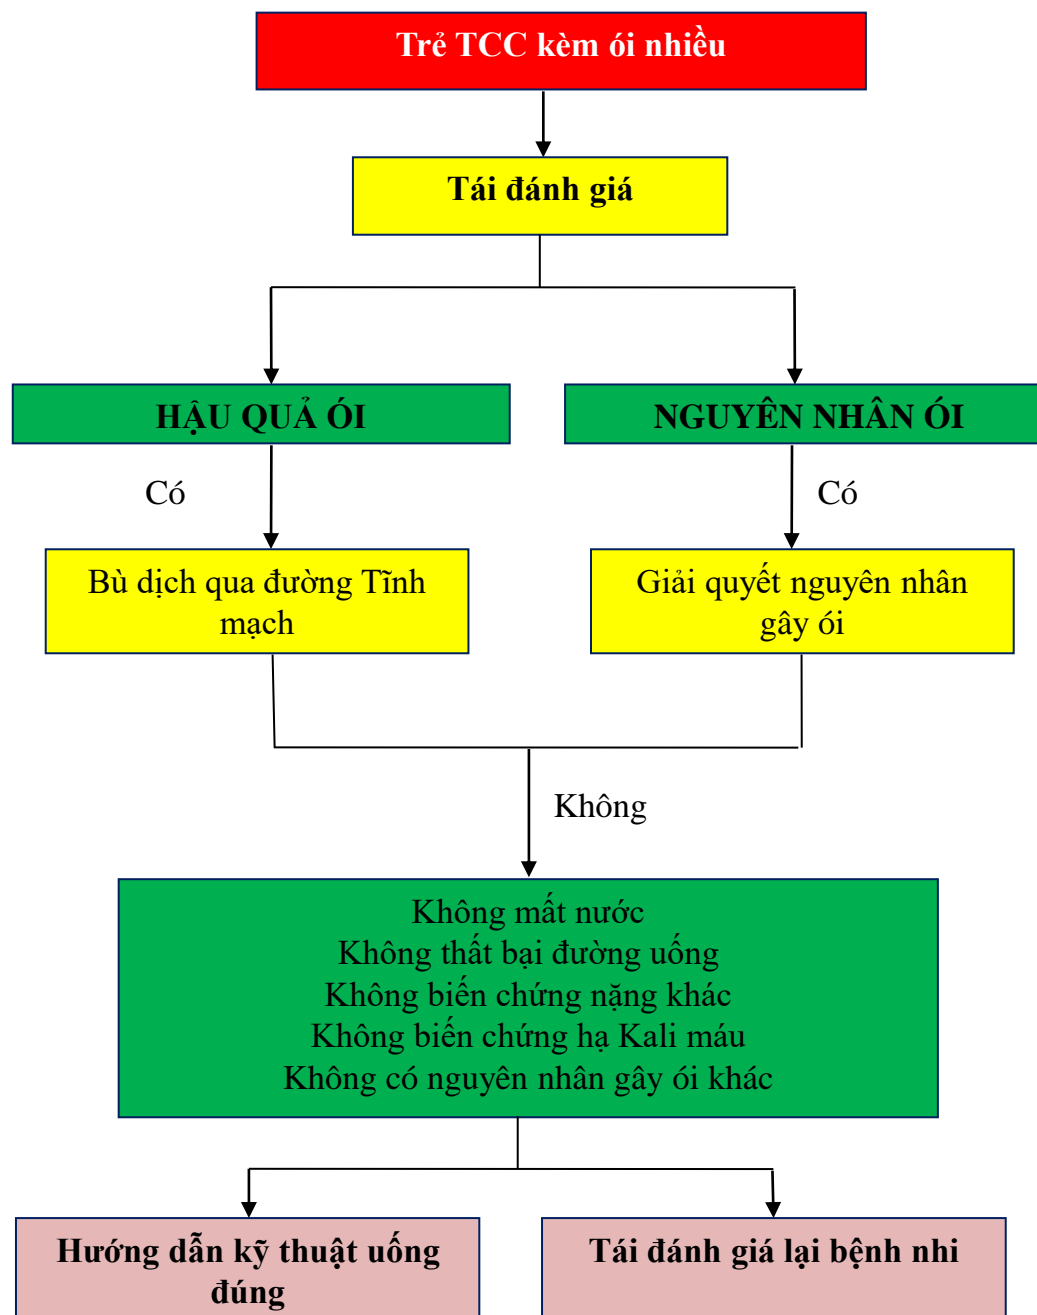 Trẻ TCC kèm ói nhiều
Tái đánh giá
HẬU QUẢ ÓI
NGUYÊN NHÂN ÓI
Có
Có
Bù dịch qua đường Tĩnh
mạch
Giải quyết nguyên nhân
gây ói
Không
Không mất nước
Không thất bại đường uống
Không biến chứng nặng khác
Không biến chứng hạ Kali máu
Không có nguyên nhân gây ói khác
Hướng dẫn kỹ thuật uống
đúng
Tái đánh giá lại bệnh nhi